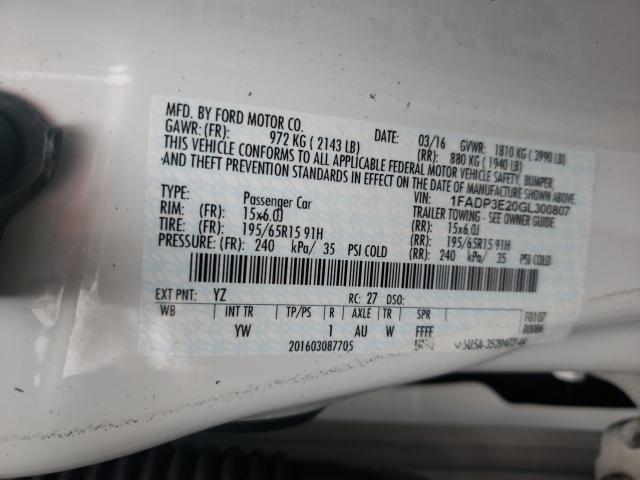 MFD. BY FORD MOTOR CO.
DATE: 03/16 GVWR: 1810 KG ( 3990 LB)
GAWR: (FR): 972 KG ( 2143 LB) (RR): 880 KG ( 1940 LB)
THIS VEHICLE CONFORMS TO ALL APPLICABLE FEDERAL MOTOR VEHICLE SAFETY, BUMPER,
AND THEFT PREVENTION STANDARDS IN EFFECT ON THE DATE OF MANUFACTURE SHOWN ABOVE.
VIN: 1FADP3E20GL300807
TYPE: Passenger Car TRAILER TOWING - SEE OWNER GUIDE
RIM: (FR): 15x6.0J (RR): 15x6.0J
TIRE: (FR): 195/65R15 91H (RR): 195/65R15 91H
PRESSURE: (FR): 240 kPa/ 35 PSI COLD (RR): 240 kPa/ 35 PSI COLD
EXT PNT: YZ RC: 27 DSO:
WB INT TR TP/PS R AXLE TR SPR F0107
YW 1 AU W FFFF R0086
201603087705